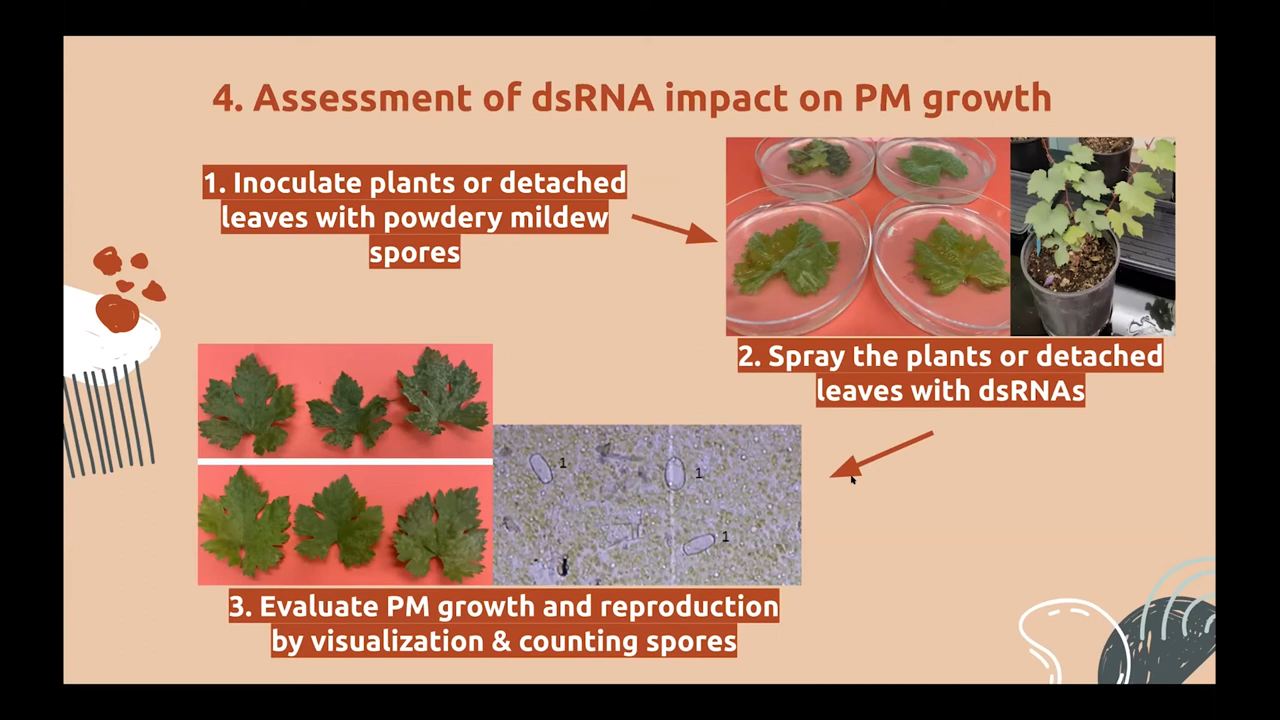 4. Assessment of dsRNA impact on PM growth
1. Inoculate plants or detached
leaves with powdery mildew
spores
2. Spray the plants or detached
leaves with dsRNAs
1
1
1
3. Evaluate PM growth and reproduction
by visualization & counting spores